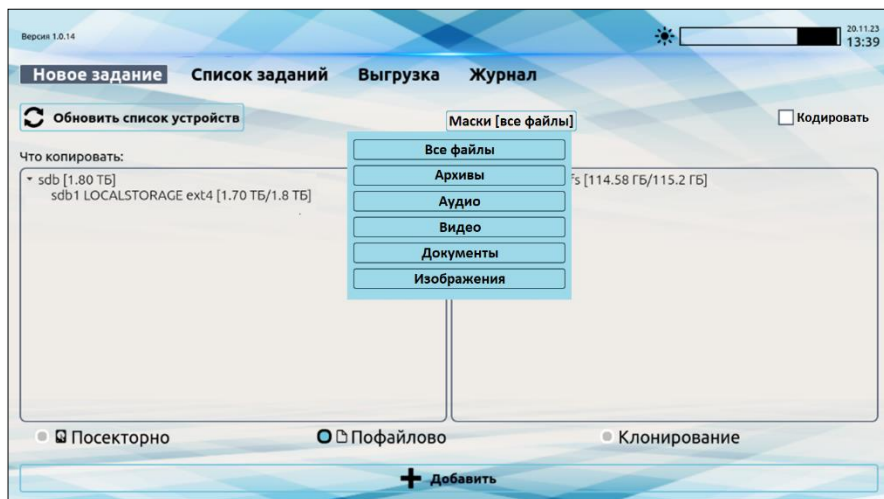 Версия 1.0.14
20.11.23
13:39
Новое задание Список заданий Выгрузка Журнал
Обновить список устройств
Маски [все файлы]
Кодировать
Что копировать:
Все файлы
Архивы
Аудио
Видео
Документы
Изображения
sdb [1.80 ТБ]
sdb1 LOCALSTORAGE ext4 [1.70 ТБ/1.8 ТБ]
fs [114.58 ГБ/115.2 ГБ]
Посекторно
Пофайлово
Клонирование
Добавить